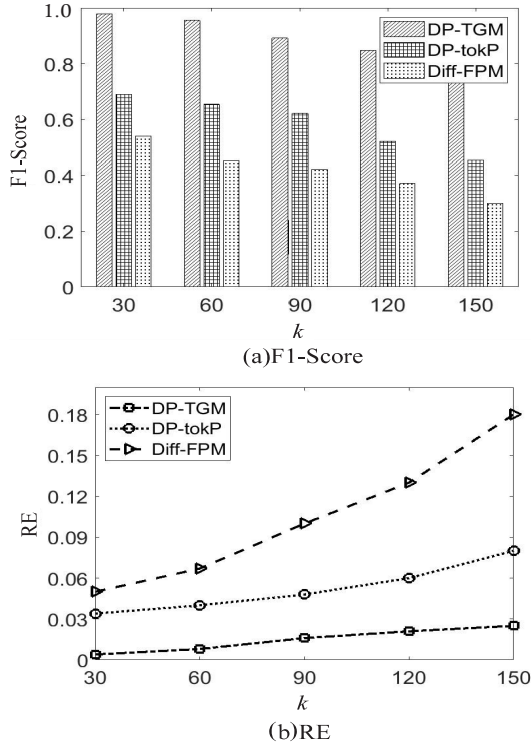 1.0
0.8
0.6
0.4
0.2
0
F1-Score
DP-TGM
DP-tokP
Diff-FPM
30 60 90 120 150
k
(a)F1-Score
0.18
0.15
0.12
0.09
0.06
0.03
0
RE
DP-TGM
DP-tokP
Diff-FPM
30 60 90 120 150
k
(b)RE